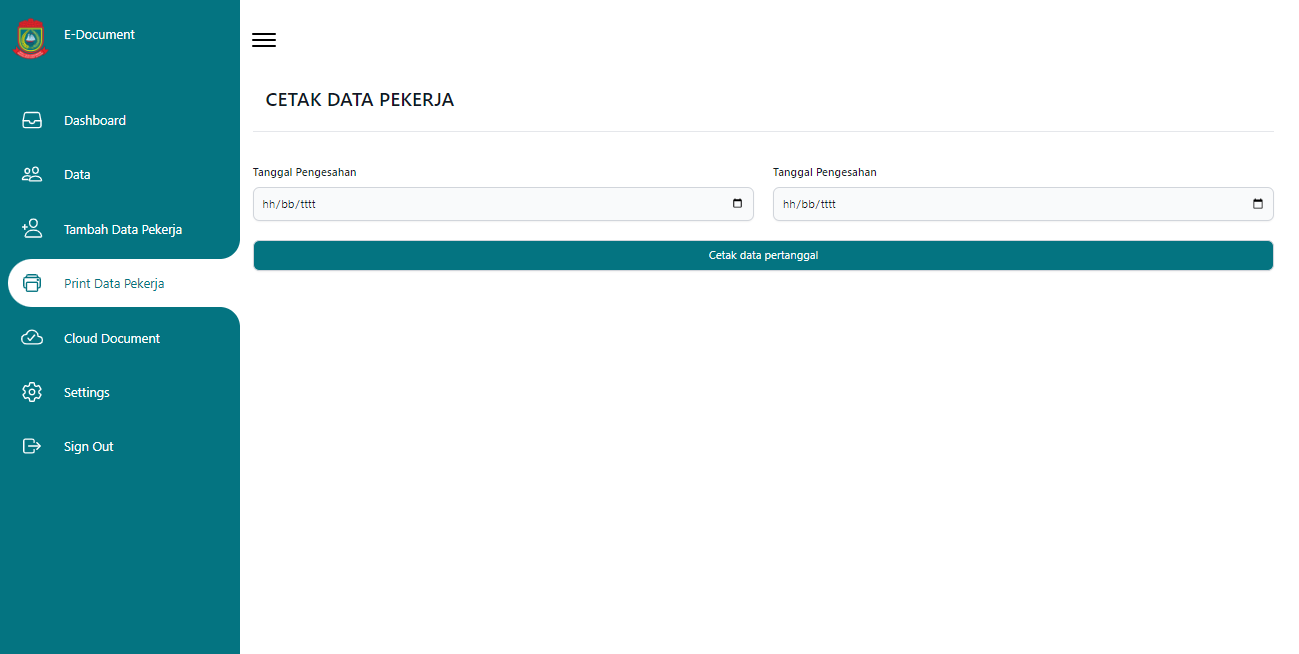 E-Document
Dashboard
Data
Tambah Data Pekerja
Print Data Pekerja
Cloud Document
Settings
Sign Out
CETAK DATA PEKERJA
Tanggal Pengesahan
hh/bb/tttt
Tanggal Pengesahan
hh/bb/tttt
Cetak data pertanggal